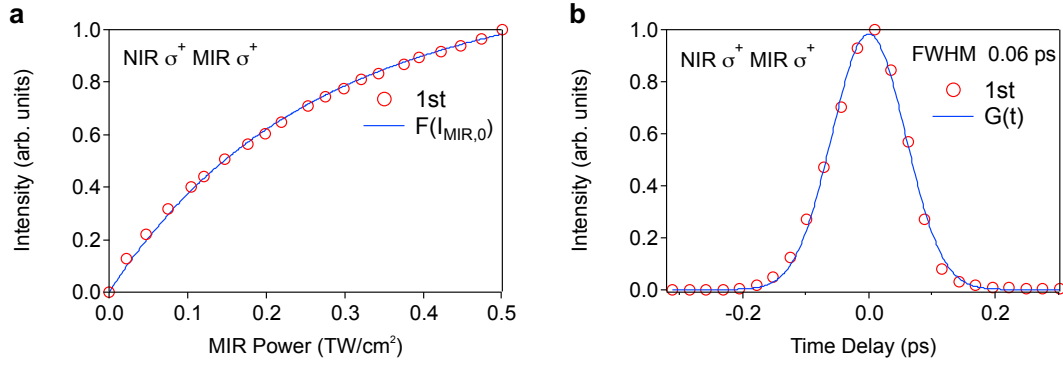 a
NIR σ⁺ MIR σ⁺
1st
F(I_MIR,0)
Intensity (arb. units)
1.0
0.8
0.6
0.4
0.2
0.0
0.0 0.1 0.2 0.3 0.4 0.5
MIR Power (TW/cm²)
b
NIR σ⁺ MIR σ⁺
FWHM 0.06 ps
1st
G(t)
Intensity (arb. units)
1.0
0.8
0.6
0.4
0.2
0.0
-0.2 0.0 0.2
Time Delay (ps)